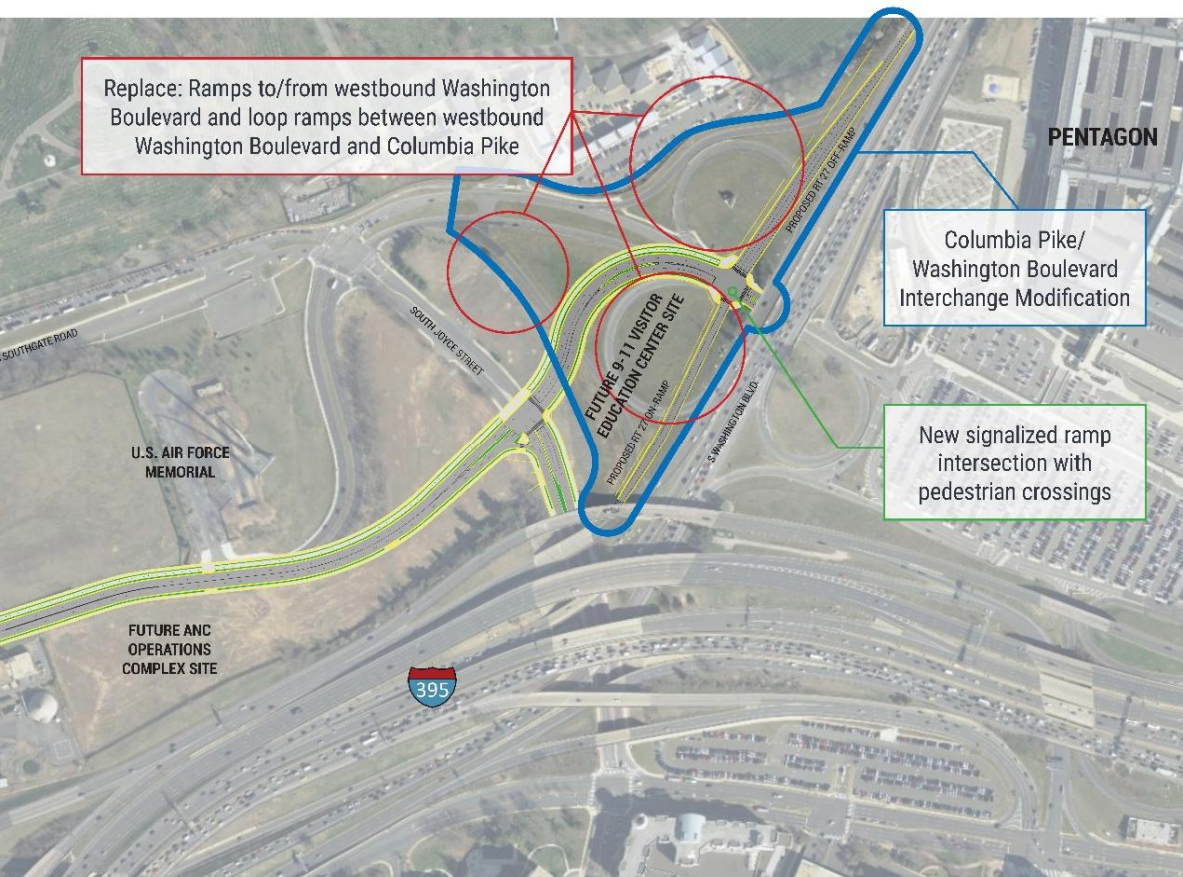 Replace: Ramps to/from westbound Washington
Boulevard and loop ramps between westbound
Washington Boulevard and Columbia Pike
PENTAGON
PROPOSED RT 27 OFF-RAMP
Columbia Pike/
Washington Boulevard
Interchange Modification
SOUTHGATE ROAD
SOUTH JOYCE STREET
FUTURE 9-11 VISITOR
EDUCATION CENTER SITE
PROPOSED RT 27 ON-RAMP
S WASHINGTON BLVD.
New signalized ramp
intersection with
pedestrian crossings
U.S. AIR FORCE
MEMORIAL
FUTURE ANC
OPERATIONS
COMPLEX SITE
395